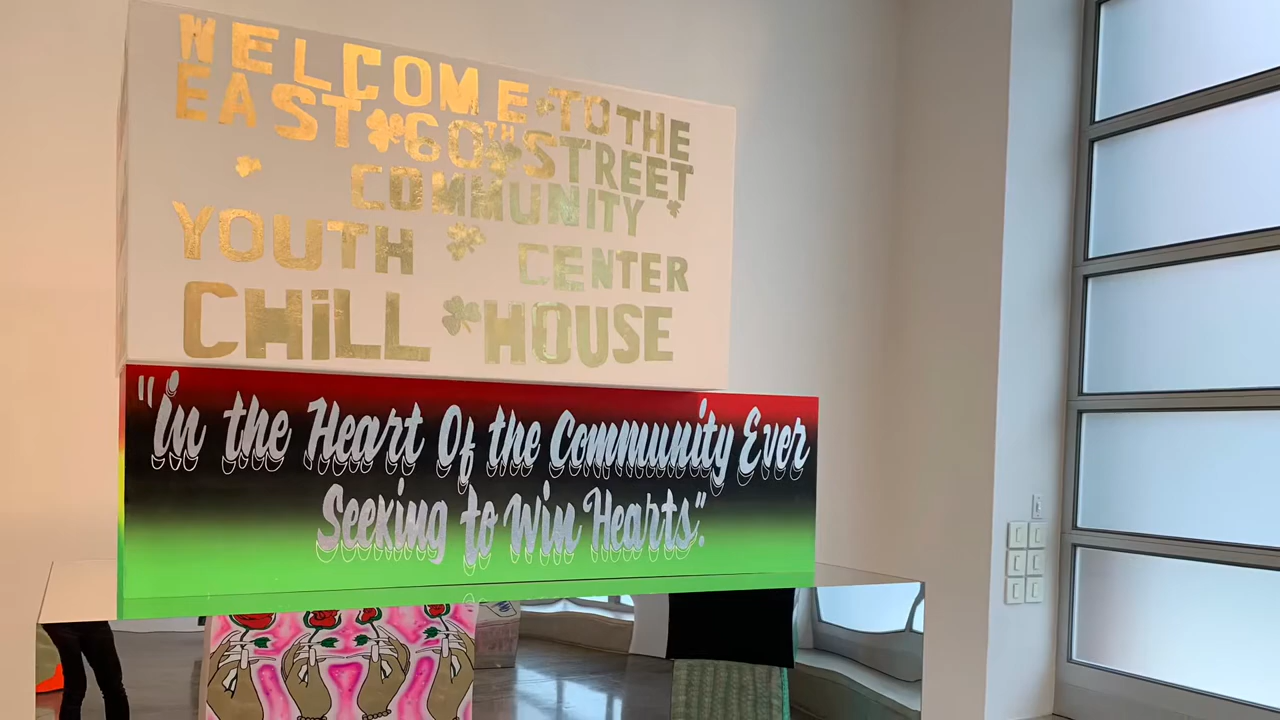 WELCOME TO THE
EAST 60TH STREET
COMMUNITY
YOUTH CENTER
CHiLL HOUSE
"In the Heart Of the Community Ever
Seeking to Win Hearts".